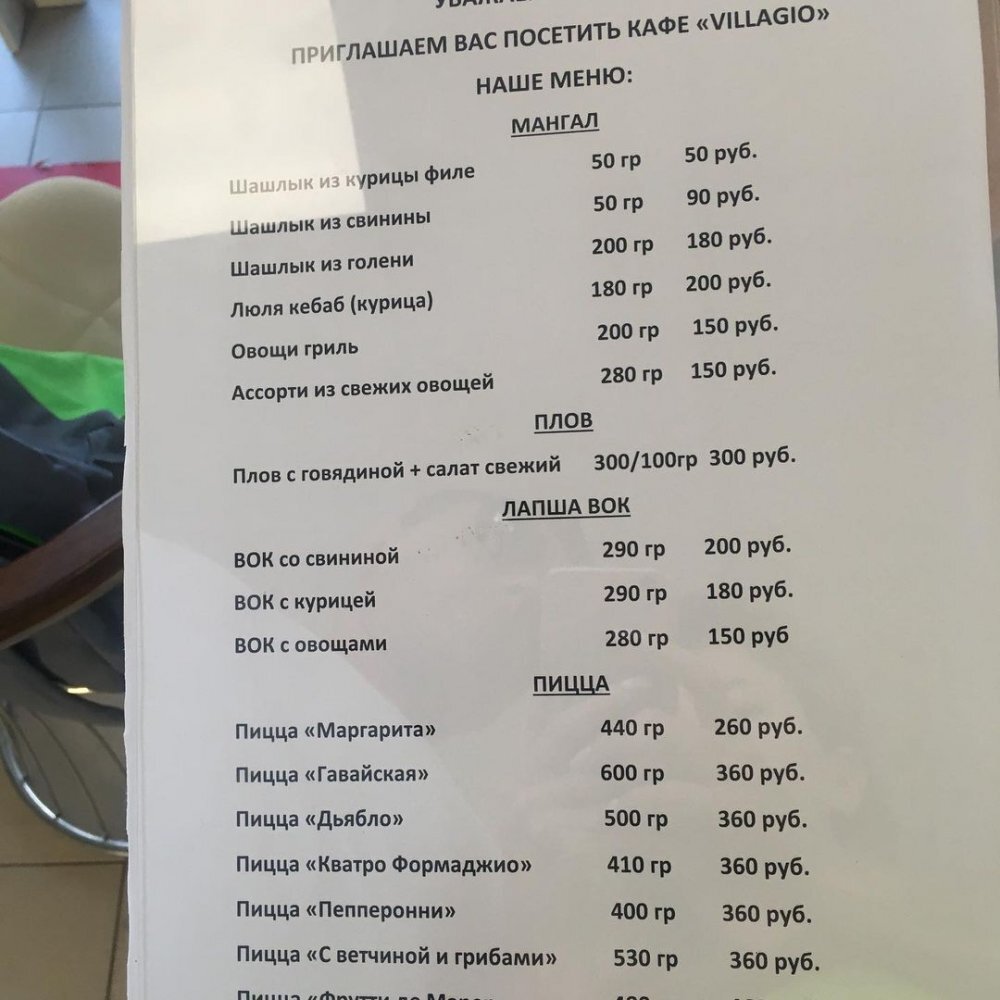 ПРИГЛАШАЕМ ВАС ПОСЕТИТЬ КАФЕ «VILLAGIO»
НАШЕ МЕНЮ:
МАНГАЛ
Шашлык из курицы филе 50 гр 50 руб.
Шашлык из свинины 50 гр 90 руб.
Шашлык из голени 200 гр 180 руб.
Люля кебаб (курица) 180 гр 200 руб.
Овощи гриль 200 гр 150 руб.
Ассорти из свежих овощей 280 гр 150 руб.
ПЛОВ
Плов с говядиной + салат свежий 300/100гр 300 руб.
ЛАПША ВОК
ВОК со свининой 290 гр 200 руб.
ВОК с курицей 290 гр 180 руб.
ВОК с овощами 280 гр 150 руб
ПИЦЦА
Пицца «Маргарита» 440 гр 260 руб.
Пицца «Гавайская» 600 гр 360 руб.
Пицца «Дьябло» 500 гр 360 руб.
Пицца «Кватро Формаджио» 410 гр 360 руб.
Пицца «Пепперонни» 400 гр 360 руб.
Пицца «С ветчиной и грибами» 530 гр 360 руб.
Пицца «Фрутти